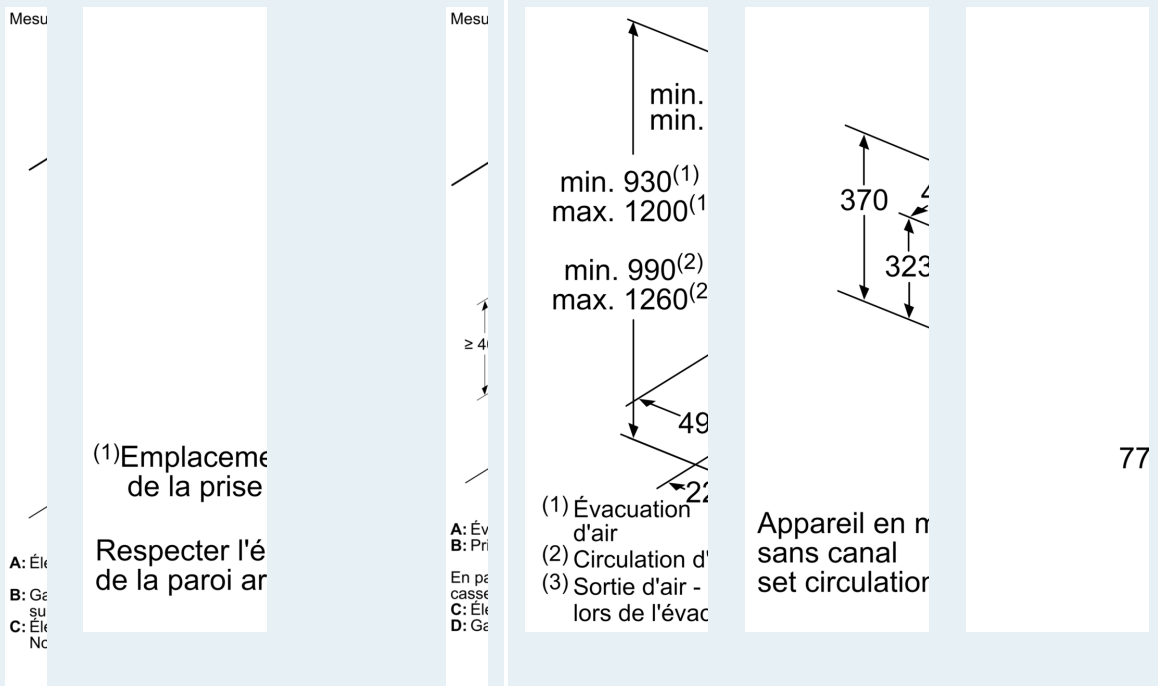 Mesu
A: Éle
B: Ga
su
C: Éle
No
(1) Emplaceme
de la prise
Respecter l'é
de la paroi ar
Mesu
≥ 4
A: Év
B: Pri
En pa
casse
C: Éle
D: Ga
min.
min.
min. 930(1)
max. 1200(1
min. 990(2)
max. 1260(2
49
22
(1) Évacuation
d'air
(2) Circulation d'
(3) Sortie d'air -
lors de l'évac
370
4
323
Appareil en m
sans canal
set circulation
77